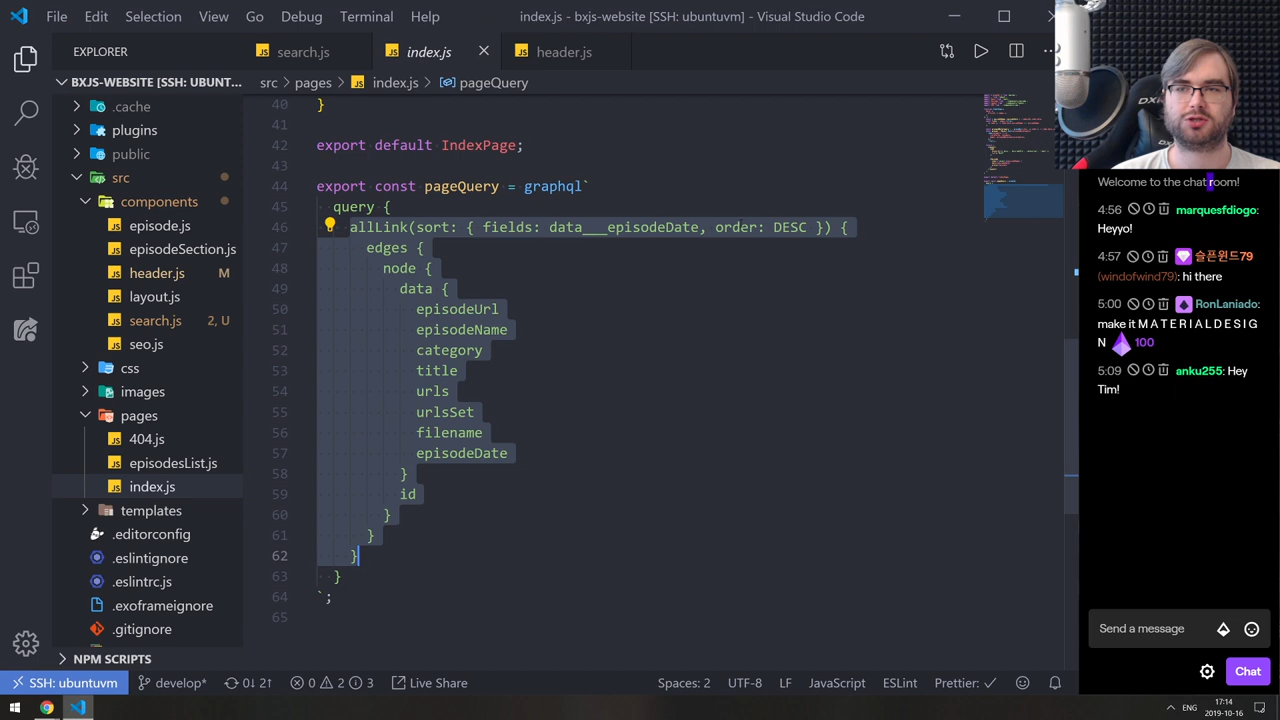 File Edit Selection View Go Debug Terminal Help
index.js - bxjs-website [SSH: ubuntuvm] - Visual Studio Code
EXPLORER
BXJS-WEBSITE [SSH: UBUNT...
.cache
plugins
public
src
components
episode.js
episodeSection.js
header.js M
layout.js
search.js 2, U
seo.js
css
images
pages
404.js
episodesList.js
index.js
templates
.editorconfig
.eslintignore
.eslintrc.js
.exoframeignore
.gitignore
NPM SCRIPTS
search.js
index.js
header.js
src > pages > index.js > pageQuery
40 }
41
42 export default IndexPage;
43
44 export const pageQuery = graphql`
45 query {
46 allLink(sort: { fields: data___episodeDate, order: DESC }) {
47 edges {
48 node {
49 data {
50 episodeUrl
51 episodeName
52 category
53 title
54 urls
55 urlsSet
56 filename
57 episodeDate
58 }
59 id
60 }
61 }
62 }
63 }
64 `;
65
SSH: ubuntuvm develop* 0↓ 2↑ 0 2 3 Live Share
Spaces: 2 UTF-8 LF JavaScript ESLint Prettier: ✓
ENG
17:14
2019-10-16
Welcome to the chat room!
4:56 marquesfdiogo:
Heyyo!
4:57 슬픈윈드79
(windofwind79): hi there
5:00 RonLaniado:
make it M A T E R I A L D E S I G
N 100
5:09 anku255: Hey
Tim!
Send a message
Chat